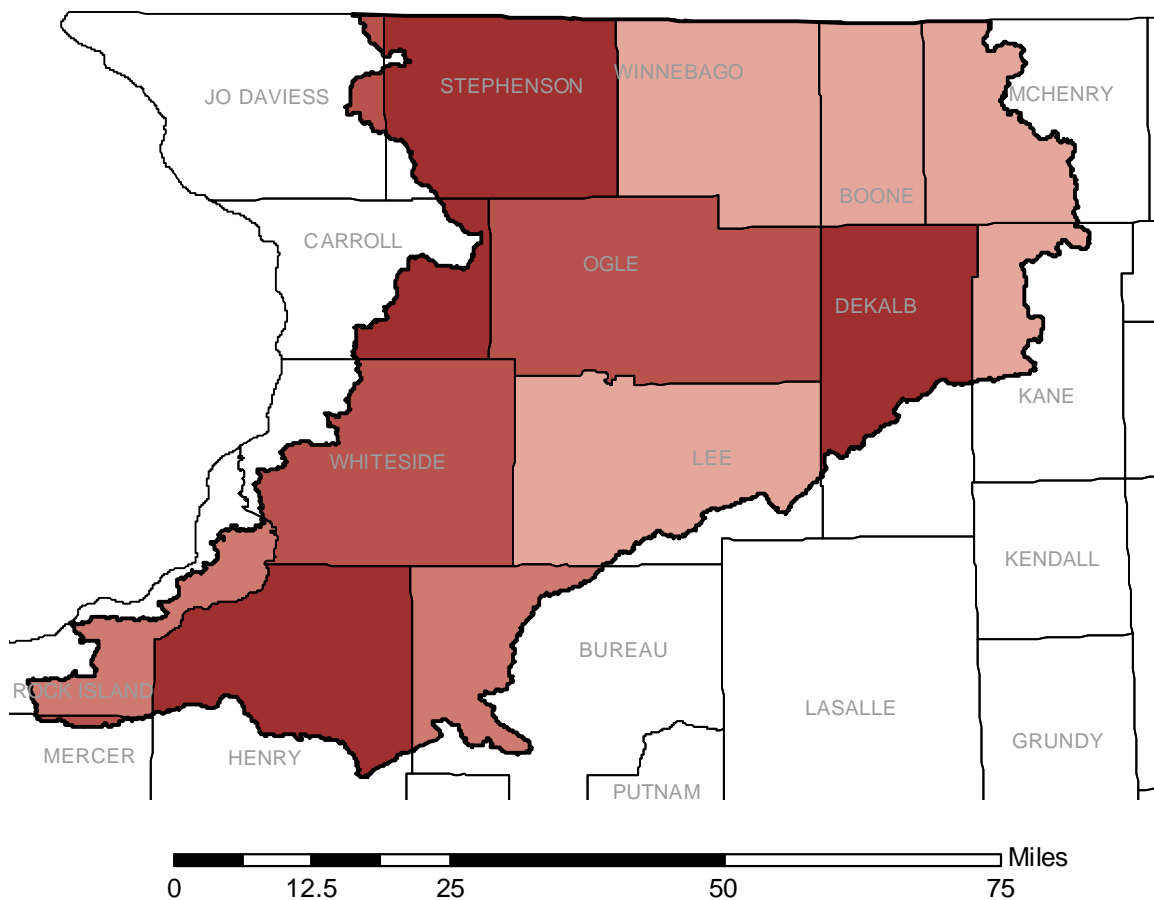 STEPHENSON
WINNEBAGO
JO DAVIESS
MCHENRY
BOONE
CARROLL
OGLE
DEKALB
KANE
WHITESIDE
LEE
KENDALL
BUREAU
ROCK ISLAND
LASALLE
MERCER
HENRY
GRUNDY
PUTNAM
Miles
0 12.5 25 50 75